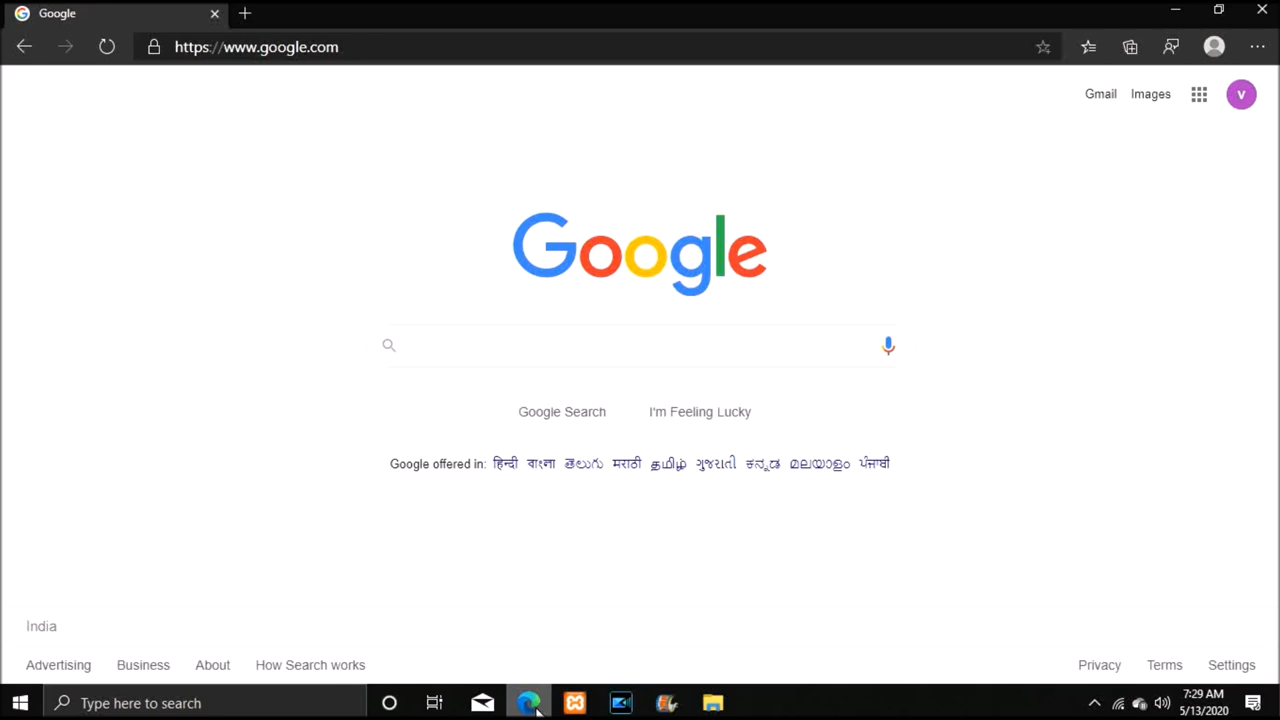 Google
https://www.google.com
Gmail Images V
Google
Google Search I'm Feeling Lucky
Google offered in: हिन्दी বাংলা తెలుగు मराठी தமிழ் ગુજરાતી ಕನ್ನಡ മലയാളം ਪੰਜਾਬੀ
India
Advertising Business About How Search works Privacy Terms Settings
Type here to search 7:29 AM
5/13/2020